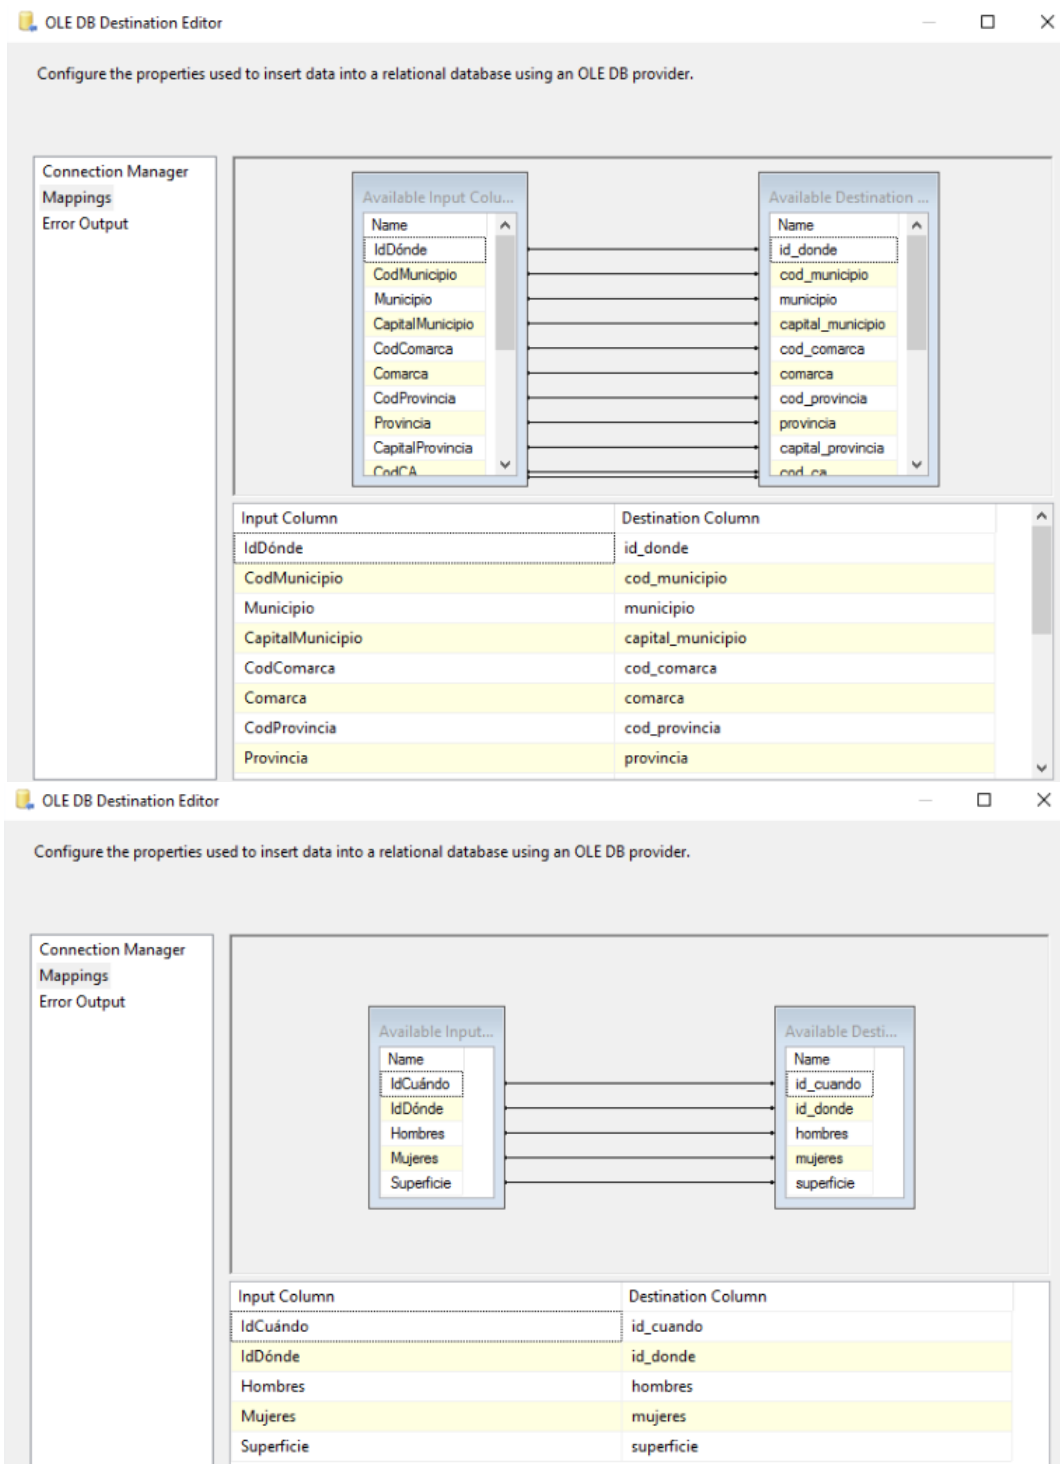 OLE DB Destination Editor
Configure the properties used to insert data into a relational database using an OLE DB provider.
Connection Manager
Mappings
Error Output
Available Input Colu...
Name
IdDónde
CodMunicipio
Municipio
CapitalMunicipio
CodComarca
Comarca
CodProvincia
Provincia
CapitalProvincia
CodCA
Available Destination ...
Name
id_donde
cod_municipio
municipio
capital_municipio
cod_comarca
comarca
cod_provincia
provincia
capital_provincia
cod_ca
Input Column Destination Column
IdDónde id_donde
CodMunicipio cod_municipio
Municipio municipio
CapitalMunicipio capital_municipio
CodComarca cod_comarca
Comarca comarca
CodProvincia cod_provincia
Provincia provincia
OLE DB Destination Editor
Configure the properties used to insert data into a relational database using an OLE DB provider.
Connection Manager
Mappings
Error Output
Available Input...
Name
IdCuándo
IdDónde
Hombres
Mujeres
Superficie
Available Desti...
Name
id_cuando
id_donde
hombres
mujeres
superficie
Input Column Destination Column
IdCuándo id_cuando
IdDónde id_donde
Hombres hombres
Mujeres mujeres
Superficie superficie